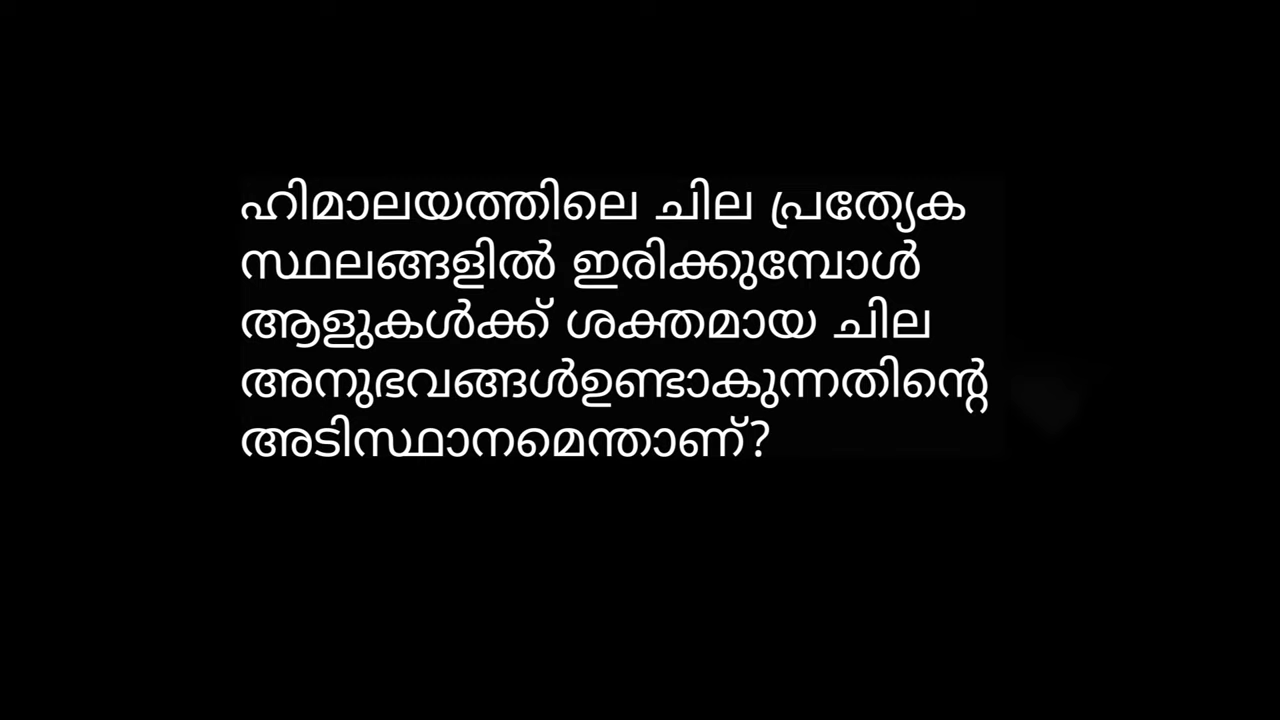 ഹിമാലയത്തിലെ ചില പ്രത്യേക
സ്ഥലങ്ങളിൽ ഇരിക്കുമ്പോൾ
ആളുകൾക്ക് ശക്തമായ ചില
അനുഭവങ്ങൾഉണ്ടാകുന്നതിന്റെ
അടിസ്ഥാനമെന്താണ്?